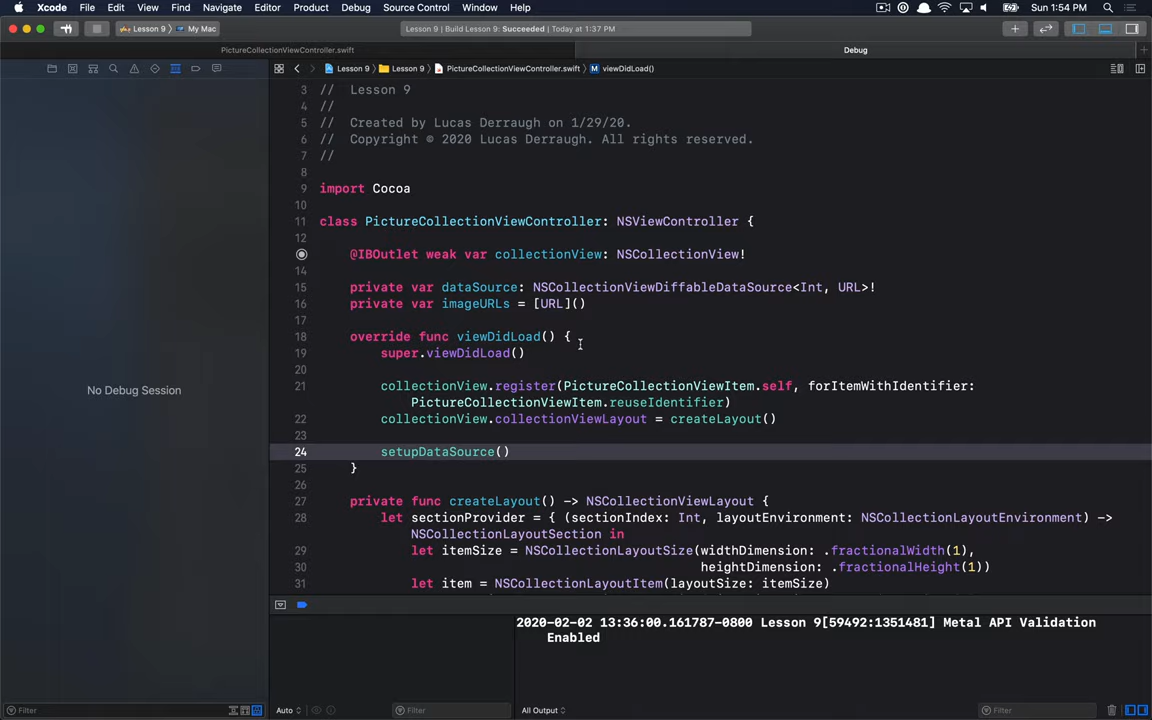 Xcode File Edit View Find Navigate Editor Product Debug Source Control Window Help Sun 1:54 PM
Lesson 9 My Mac Lesson 9 | Build Lesson 9: Succeeded | Today at 1:37 PM
PictureCollectionViewController.swift Debug
Lesson 9 Lesson 9 PictureCollectionViewController.swift M viewDidLoad()
3 // Lesson 9
4 //
5 // Created by Lucas Derraugh on 1/29/20.
6 // Copyright © 2020 Lucas Derraugh. All rights reserved.
7 //
8
9 import Cocoa
10
11 class PictureCollectionViewController: NSViewController {
12
@IBOutlet weak var collectionView: NSCollectionView!
14
15 private var dataSource: NSCollectionViewDiffableDataSource<Int, URL>!
16 private var imageURLs = [URL]()
17
18 override func viewDidLoad() {
19 super.viewDidLoad()
20
21 collectionView.register(PictureCollectionViewItem.self, forItemWithIdentifier:
PictureCollectionViewItem.reuseIdentifier)
22 collectionView.collectionViewLayout = createLayout()
23
24 setupDataSource()
25 }
26
27 private func createLayout() -> NSCollectionViewLayout {
28 let sectionProvider = { (sectionIndex: Int, layoutEnvironment: NSCollectionLayoutEnvironment) ->
NSCollectionLayoutSection in
29 let itemSize = NSCollectionLayoutSize(widthDimension: .fractionalWidth(1),
30 heightDimension: .fractionalHeight(1))
31 let item = NSCollectionLayoutItem(layoutSize: itemSize)
No Debug Session
2020-02-02 13:36:00.161787-0800 Lesson 9[59492:1351481] Metal API Validation
Enabled
Filter Auto Filter All Output Filter